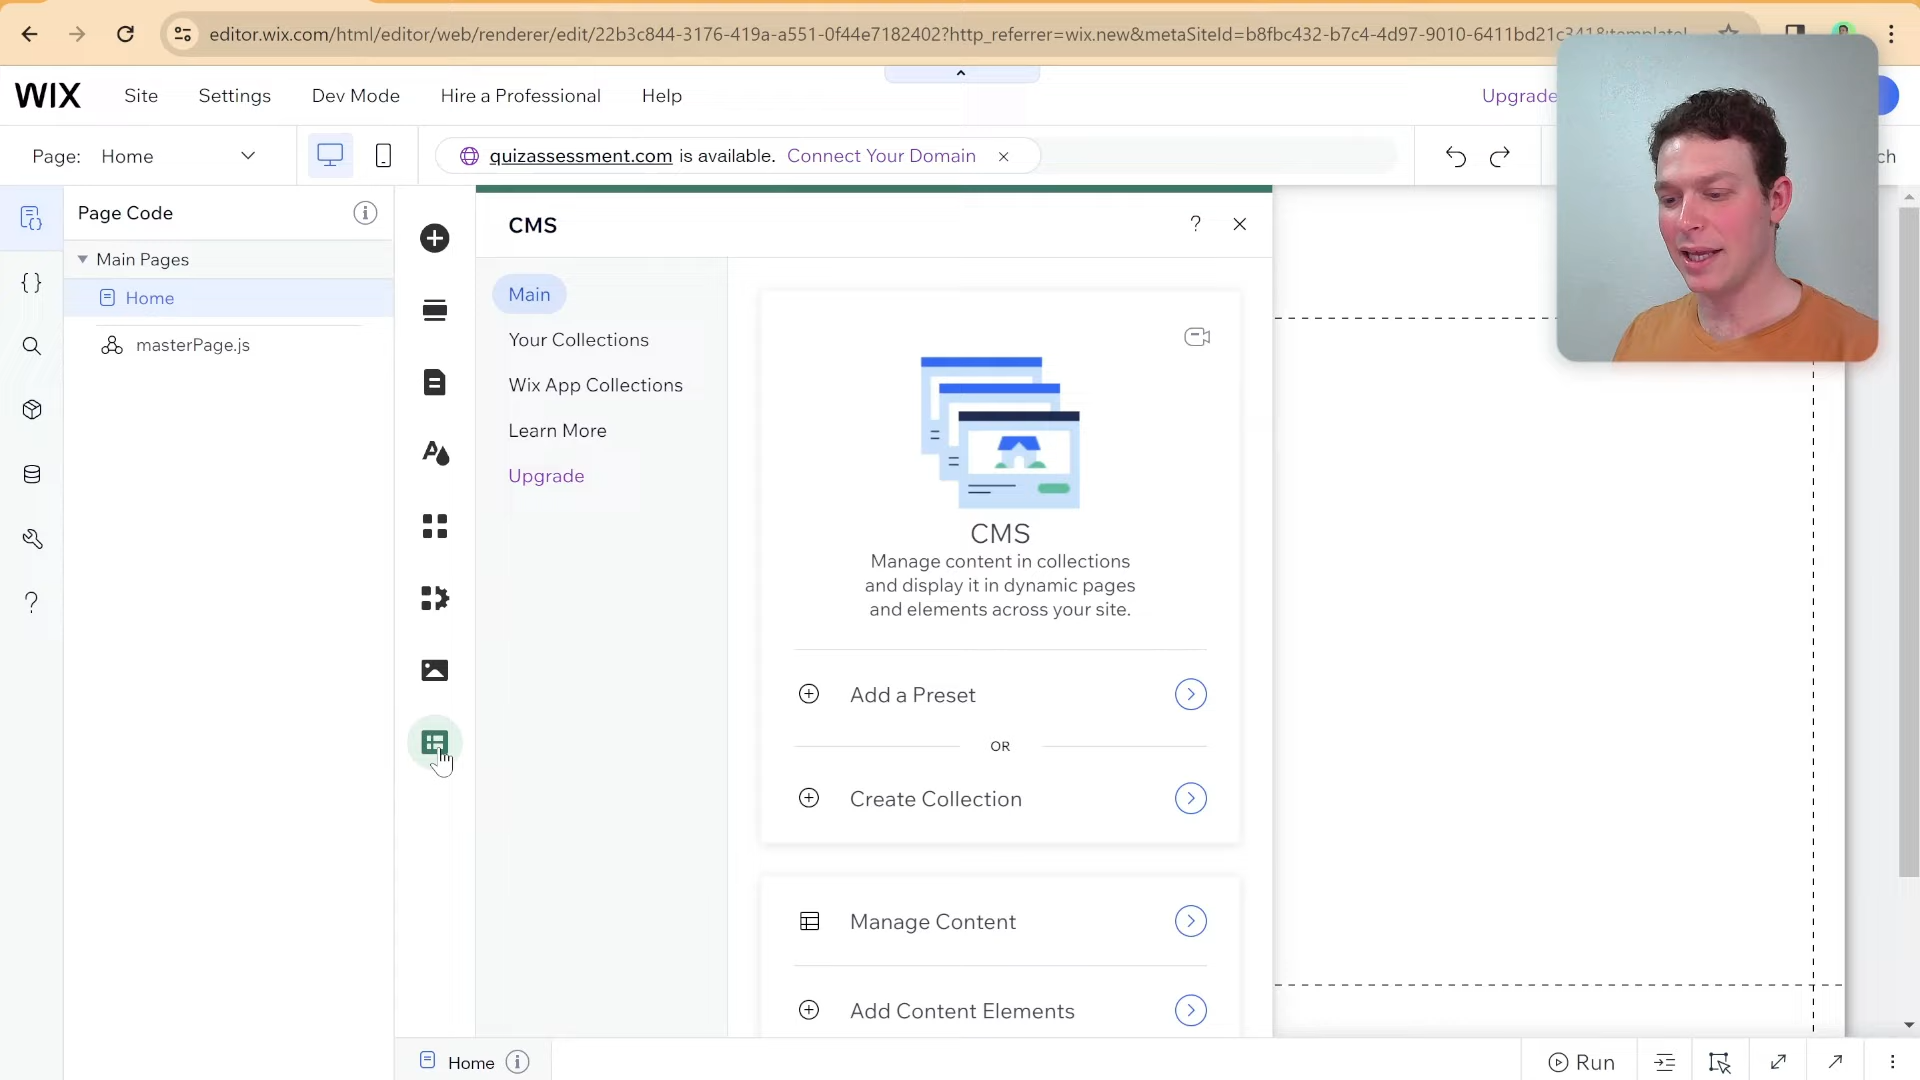 editor.wix.com/html/editor/web/renderer/edit/22b3c844-3176-419a-a551-0f44e7182402?http_referrer=wix.new&metaSiteId=b8fbc432-b7c4-4d97-9010-6411bd21c341&template!
WIX Site Settings Dev Mode Hire a Professional Help Upgrade
Page: Home quizassessment.com is available. Connect Your Domain ch
Page Code
Main Pages
Home
masterPage.js
CMS
?
Main
Your Collections
Wix App Collections
Learn More
Upgrade
CMS
Manage content in collections
and display it in dynamic pages
and elements across your site.
Add a Preset
OR
Create Collection
Manage Content
Add Content Elements
Home
Run